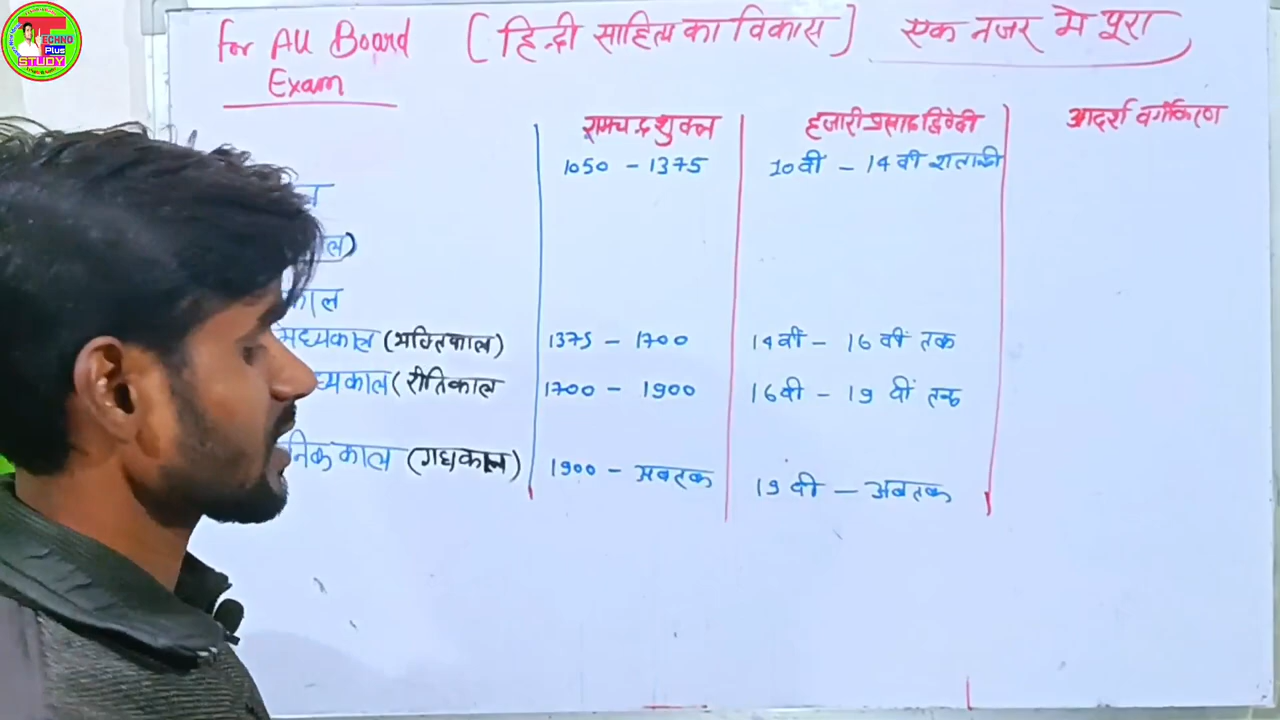 TECHNO
Plus
STUDY
For All Board [हिन्दी साहित्य का विकास] एक नजर मे पूरा
Exam
रामचन्द्र शुक्ल हजारी प्रसाद द्विवेदी आदर्श वर्गीकरण
1050 - 1375 10वी - 14वी शताब्दी
काल
मध्यकाल (भक्तिकाल) 1375 - 1700 14वीं - 16वीं तक
ध्यकाल (रीतिकाल 1700 - 1900 16वी - 19वीं तक
निक काल (गद्यकाल) 1900 - अबतक 19वी - अबतक